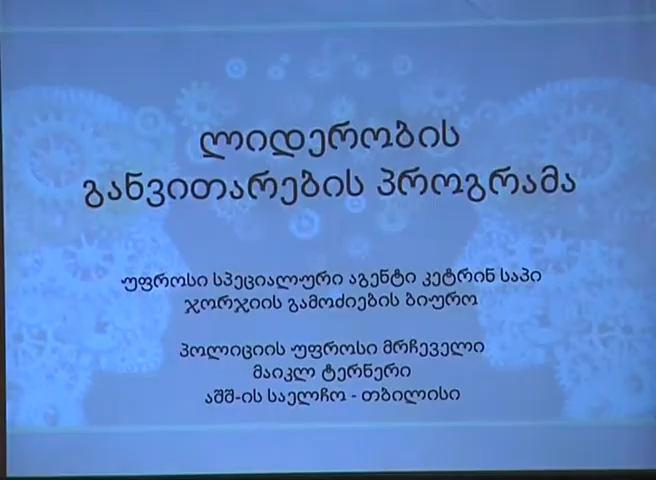 ლიდერობის
განვითარების პროგრამა
უფროსი სპეციალური აგენტი კეტრინ საპი
ჯორჯიის გამოძიების ბიურო
პოლიციის უფროსი მრჩეველი
მაიკლ ტერნერი
აშშ-ის საელჩო - თბილისი